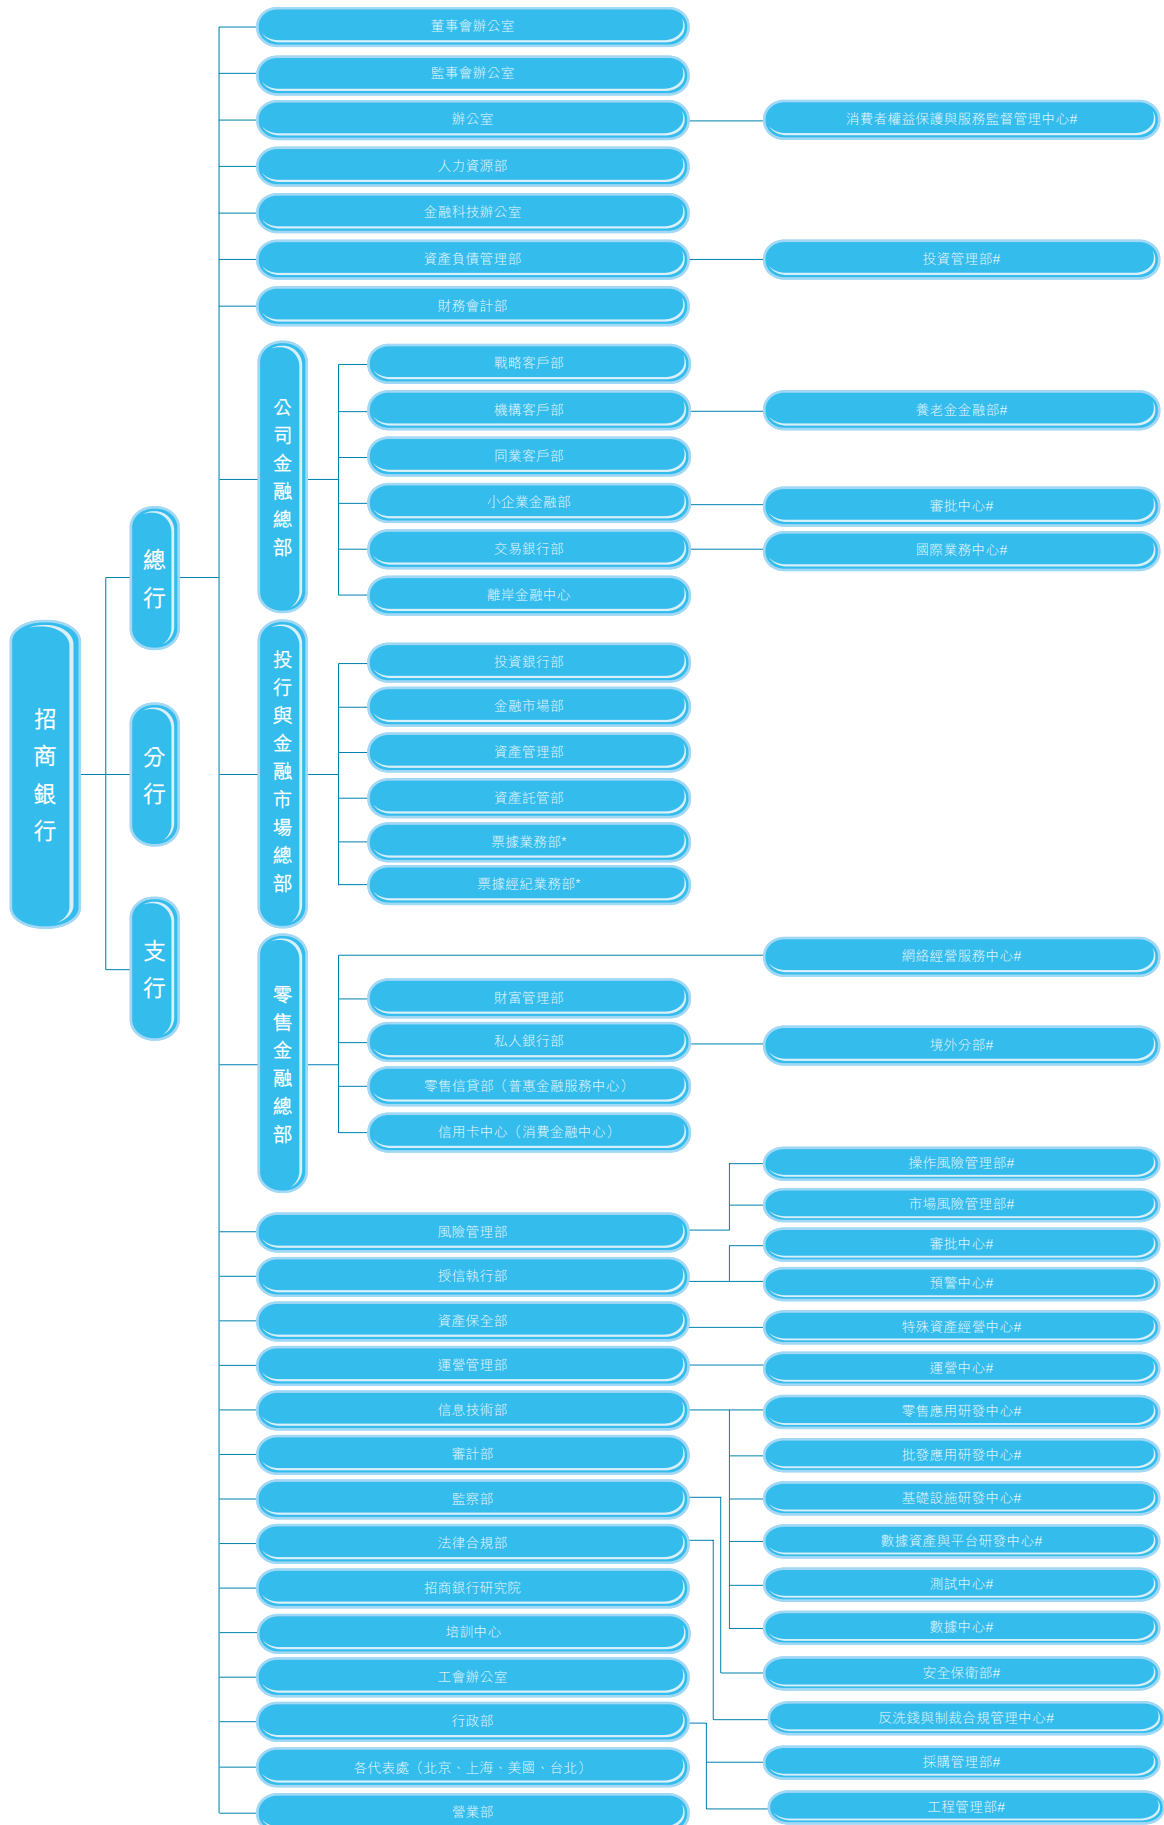 招商銀行
總行
分行
支行
董事會辦公室
監事會辦公室
辦公室
消費者權益保護與服務監督管理中心#
人力資源部
金融科技辦公室
資產負債管理部
投資管理部#
財務會計部
公司金融總部
戰略客戶部
機構客戶部
養老金金融部#
同業客戶部
小企業金融部
審批中心#
交易銀行部
國際業務中心#
離岸金融中心
投行與金融市場總部
投資銀行部
金融市場部
資產管理部
資產託管部
票據業務部*
票據經紀業務部*
零售金融總部
網絡經營服務中心#
財富管理部
私人銀行部
境外分部#
零售信貸部（普惠金融服務中心）
信用卡中心（消費金融中心）
風險管理部
操作風險管理部#
市場風險管理部#
授信執行部
審批中心#
預警中心#
資產保全部
特殊資產經營中心#
運營管理部
運營中心#
信息技術部
零售應用研發中心#
批發應用研發中心#
基礎設施研發中心#
數據資產與平台研發中心#
測試中心#
數據中心#
審計部
監察部
安全保衛部#
法律合規部
反洗錢與制裁合規管理中心#
招商銀行研究院
培訓中心
工會辦公室
行政部
採購管理部#
工程管理部#
各代表處（北京、上海、美國、台北）
營業部